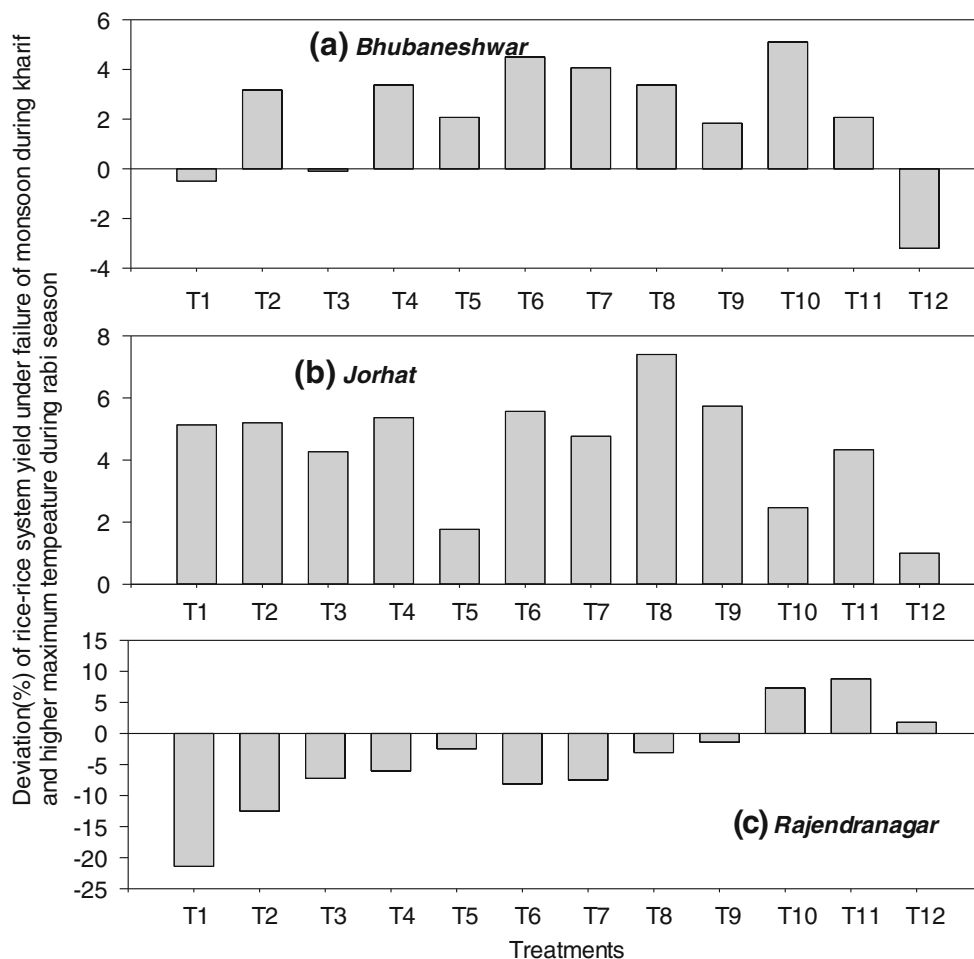 Deviation(%) of rice-rice system yield under failure of monsoon during kharif
and higher maximum tempeature during rabi season
6
4
2
0
-2
-4
(a) Bhubaneshwar
T1 T2 T3 T4 T5 T6 T7 T8 T9 T10 T11 T12
8
6
4
2
0
(b) Jorhat
T1 T2 T3 T4 T5 T6 T7 T8 T9 T10 T11 T12
15
10
5
0
-5
-10
-15
-20
-25
(c) Rajendranagar
T1 T2 T3 T4 T5 T6 T7 T8 T9 T10 T11 T12
Treatments